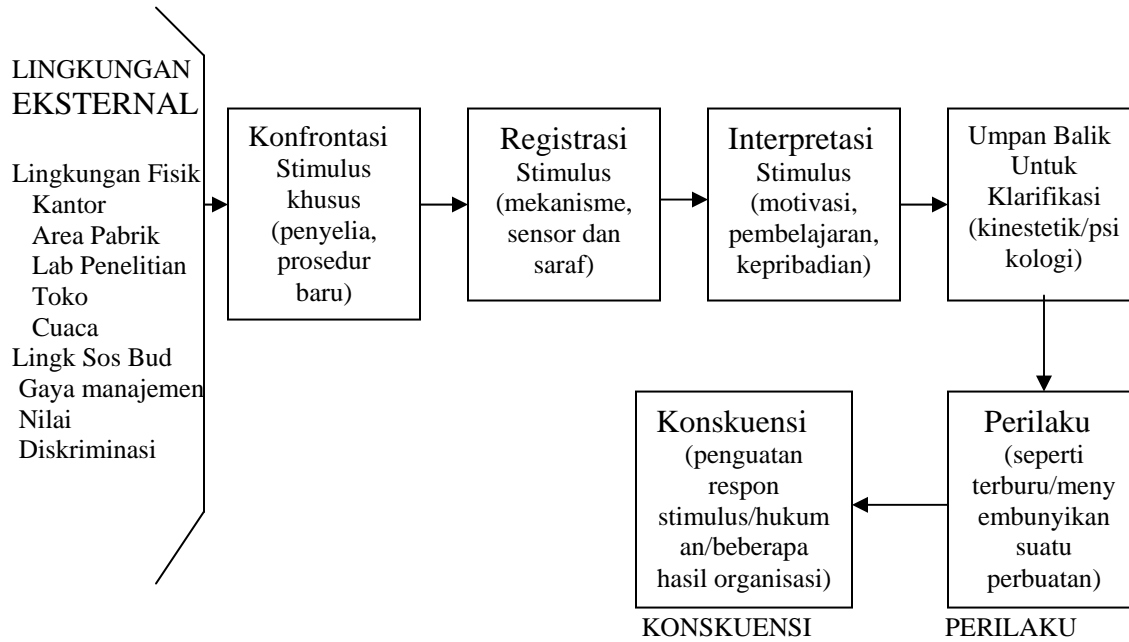 LINGKUNGAN
EKSTERNAL
Lingkungan Fisik
Kantor
Area Pabrik
Lab Penelitian
Toko
Cuaca
Lingk Sos Bud
Gaya manajemen
Nilai
Diskriminasi
Konfrontasi
Stimulus
khusus
(penyelia,
prosedur
baru)
Registrasi
Stimulus
(mekanisme,
sensor dan
saraf)
Interpretasi
Stimulus
(motivasi,
pembelajaran,
kepribadian)
Umpan Balik
Untuk
Klarifikasi
(kinestetik/psi
kologi)
Perilaku
(seperti
terburu/meny
embunyikan
suatu
perbuatan)
PERILAKU
Konskuensi
(penguatan
respon
stimulus/hukum
an/beberapa
hasil organisasi)
KONSKUENSI